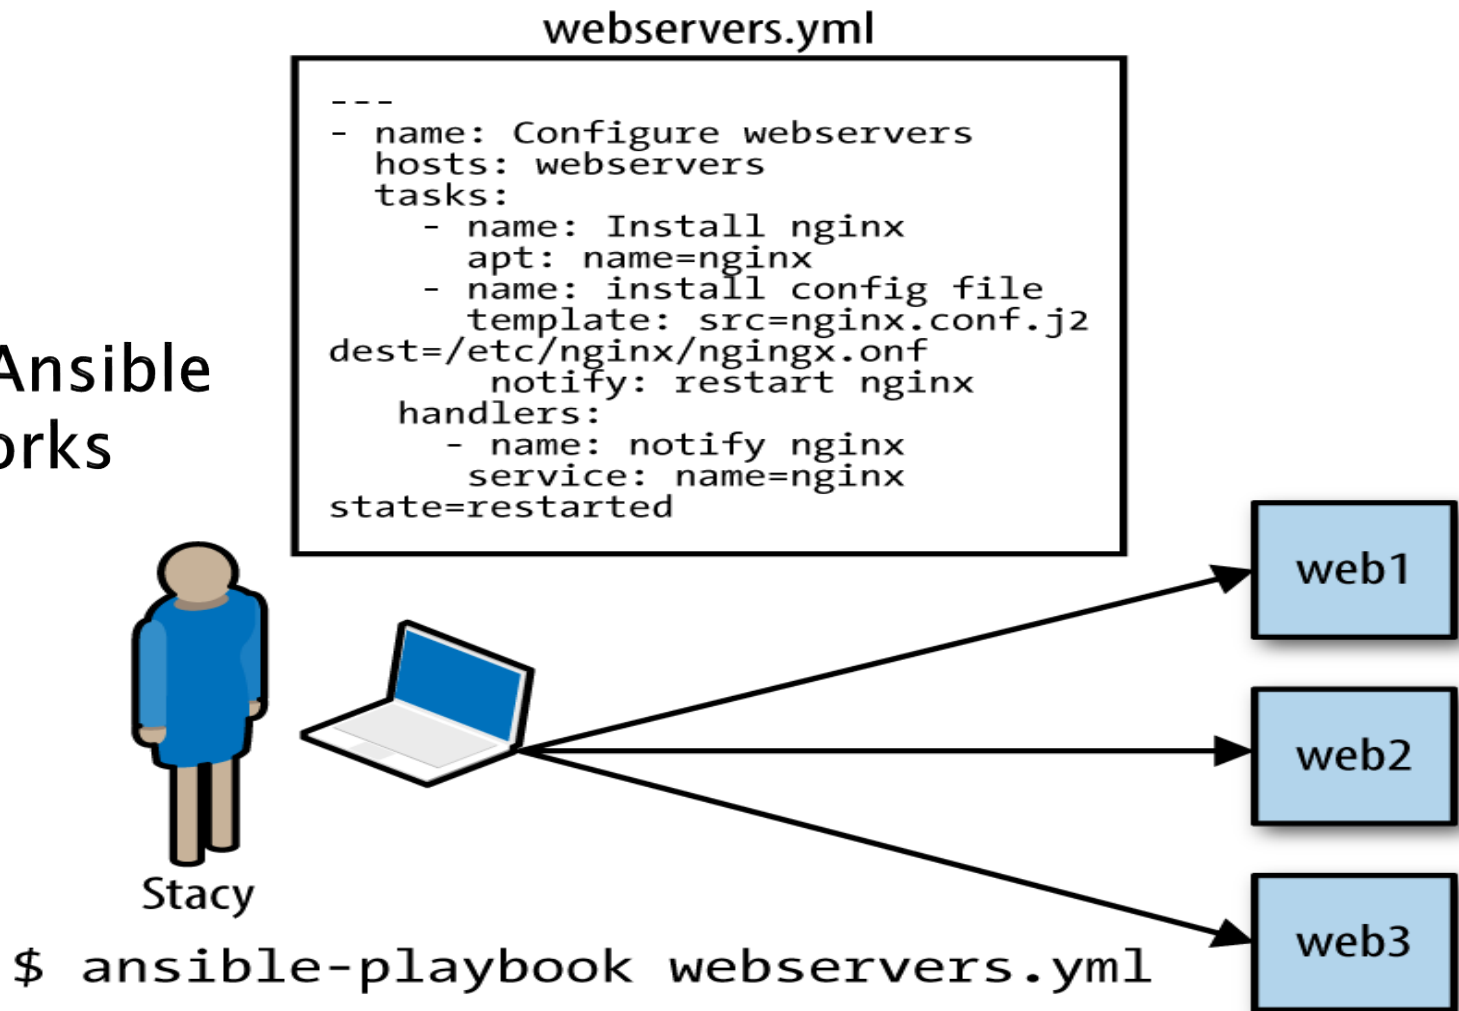 webservers.yml
---
- name: Configure webservers
  hosts: webservers
  tasks:
    - name: Install nginx
      apt: name=nginx
    - name: install config file
      template: src=nginx.conf.j2
dest=/etc/nginx/ngingx.onf
       notify: restart nginx
   handlers:
     - name: notify nginx
      service: name=nginx
state=restarted
Ansible
orks
web1
web2
web3
Stacy
$ ansible-playbook webservers.yml